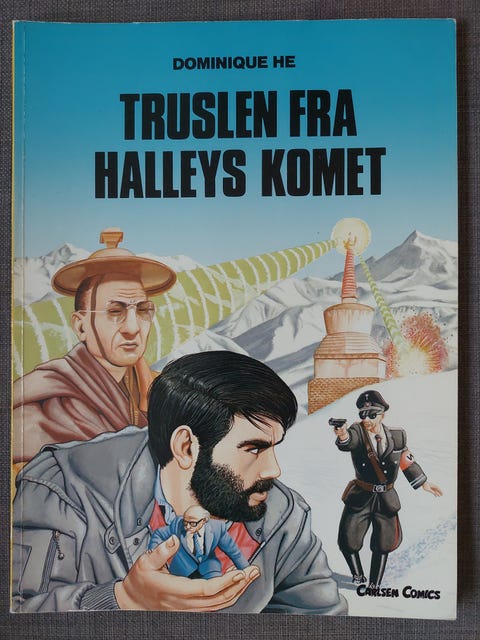 DOMINIQUE HE
TRUSLEN FRA
HALLEYS KOMET
CARLSEN COMICS